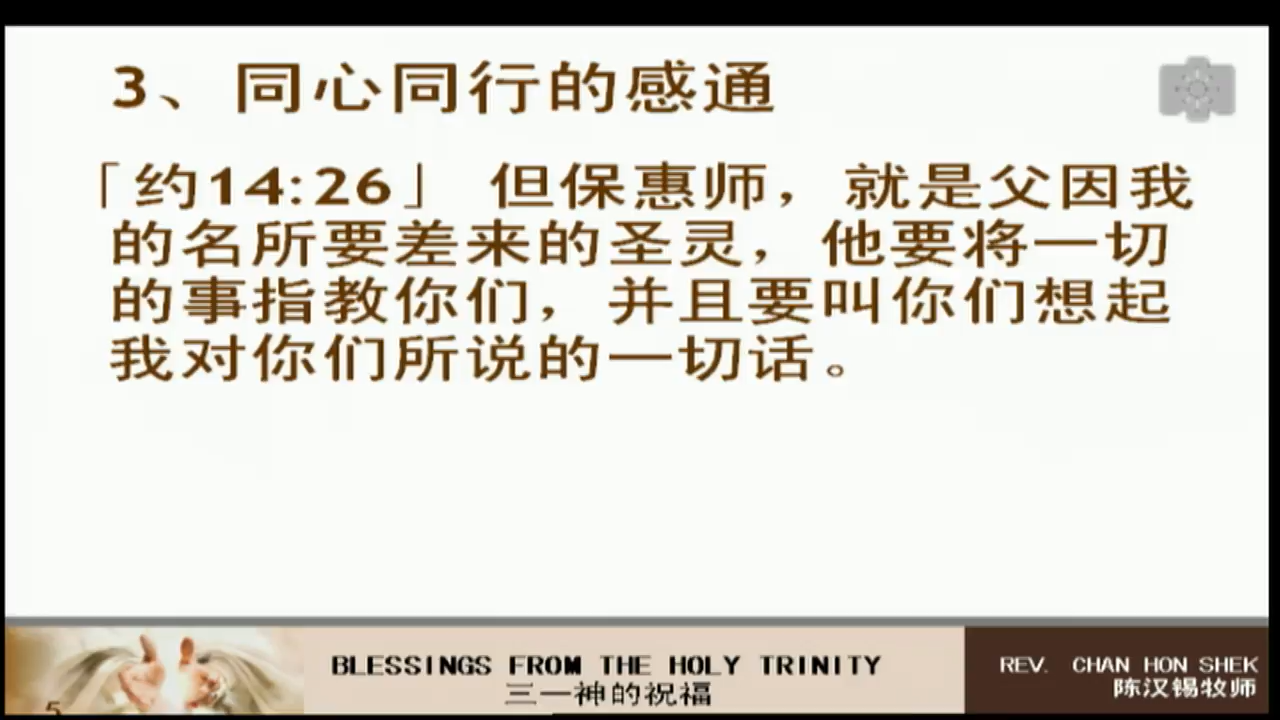 3、同心同行的感通
「约14:26」 但保惠师，就是父因我
的名所要差来的圣灵，他要将一切
的事指教你们，并且要叫你们想起
我对你们所说的一切话。
BLESSINGS FROM THE HOLY TRINITY
三一神的祝福
REV. CHAN HON SHEK
陈汉锡牧师
5